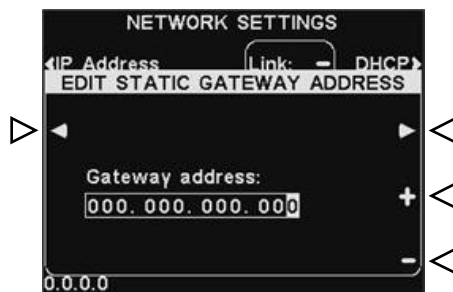 NETWORK SETTINGS
IP Address Link: – DHCP
EDIT STATIC GATEWAY ADDRESS
Gateway address:
000. 000. 000. 000
+
–
0.0.0.0